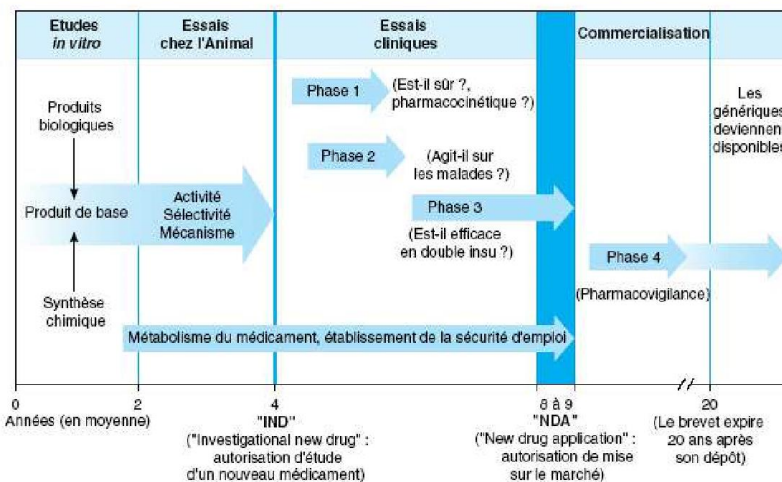 Etudes
in vitro
Essais
chez l'Animal
Essais
cliniques
Commercialisation
Produits
biologiques
Produit de base
Synthèse
chimique
Activité
Sélectivité
Mécanisme
Phase 1
(Est-il sûr ?,
pharmacocinétique ?)
Phase 2
(Agit-il sur
les malades ?)
Phase 3
(Est-il efficace
en double insu ?)
Les
génériques
deviennent
disponibles
Phase 4
(Pharmacovigilance)
Métabolisme du médicament, établissement de la sécurité d'emploi
0
2
4
8 à 9
20
Années (en moyenne)
"IND"
("Investigational new drug" :
autorisation d'étude
d'un nouveau médicament)
"NDA"
("New drug application" :
autorisation de mise
sur le marché)
(Le brevet expire
20 ans après
son dépôt)